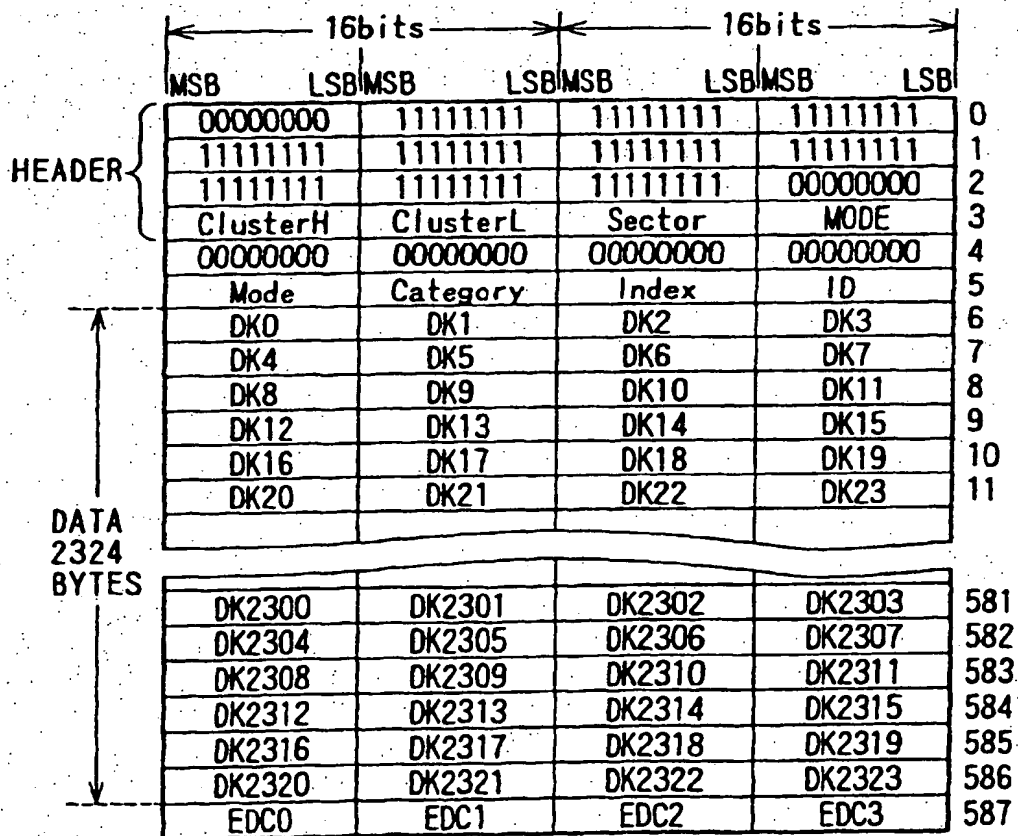 16bits 16bits
MSB LSB MSB LSB MSB LSB MSB LSB
00000000 11111111 11111111 11111111 0
11111111 11111111 11111111 11111111 1
HEADER
11111111 11111111 11111111 00000000 2
ClusterH ClusterL Sector MODE 3
00000000 00000000 00000000 00000000 4
Mode Category Index ID 5
DK0 DK1 DK2 DK3 6
DK4 DK5 DK6 DK7 7
DK8 DK9 DK10 DK11 8
DK12 DK13 DK14 DK15 9
DK16 DK17 DK18 DK19 10
DK20 DK21 DK22 DK23 11
DATA
2324
BYTES
DK2300 DK2301 DK2302 DK2303 581
DK2304 DK2305 DK2306 DK2307 582
DK2308 DK2309 DK2310 DK2311 583
DK2312 DK2313 DK2314 DK2315 584
DK2316 DK2317 DK2318 DK2319 585
DK2320 DK2321 DK2322 DK2323 586
EDC0 EDC1 EDC2 EDC3 587